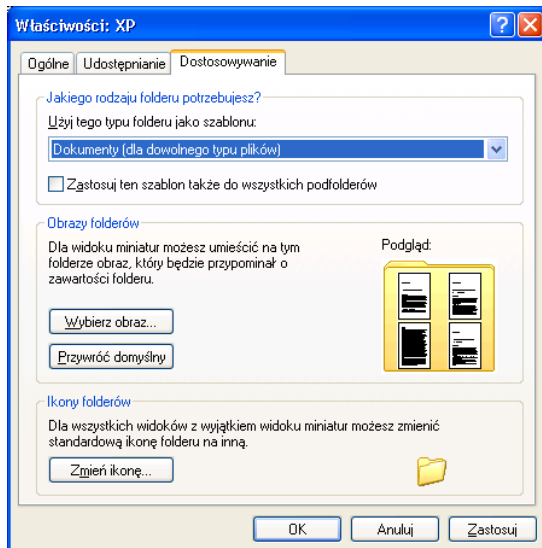 Właściwości: XP
Ogólne Udostępnianie Dostosowywanie
Jakiego rodzaju folderu potrzebujesz?
Użyj tego typu folderu jako szablonu:
Dokumenty (dla dowolnego typu plików)
Zastosuj ten szablon także do wszystkich podfolderów
Obrazy folderów
Dla widoku miniatur możesz umieścić na tym
folderze obraz, który będzie przypominał o
zawartości folderu.
Podgląd:
Wybierz obraz...
Przywróć domyślny
Ikony folderów
Dla wszystkich widoków z wyjątkiem widoku miniatur możesz zmienić
standardową ikonę folderu na inną.
Zmień ikonę...
OK Anuluj Zastosuj